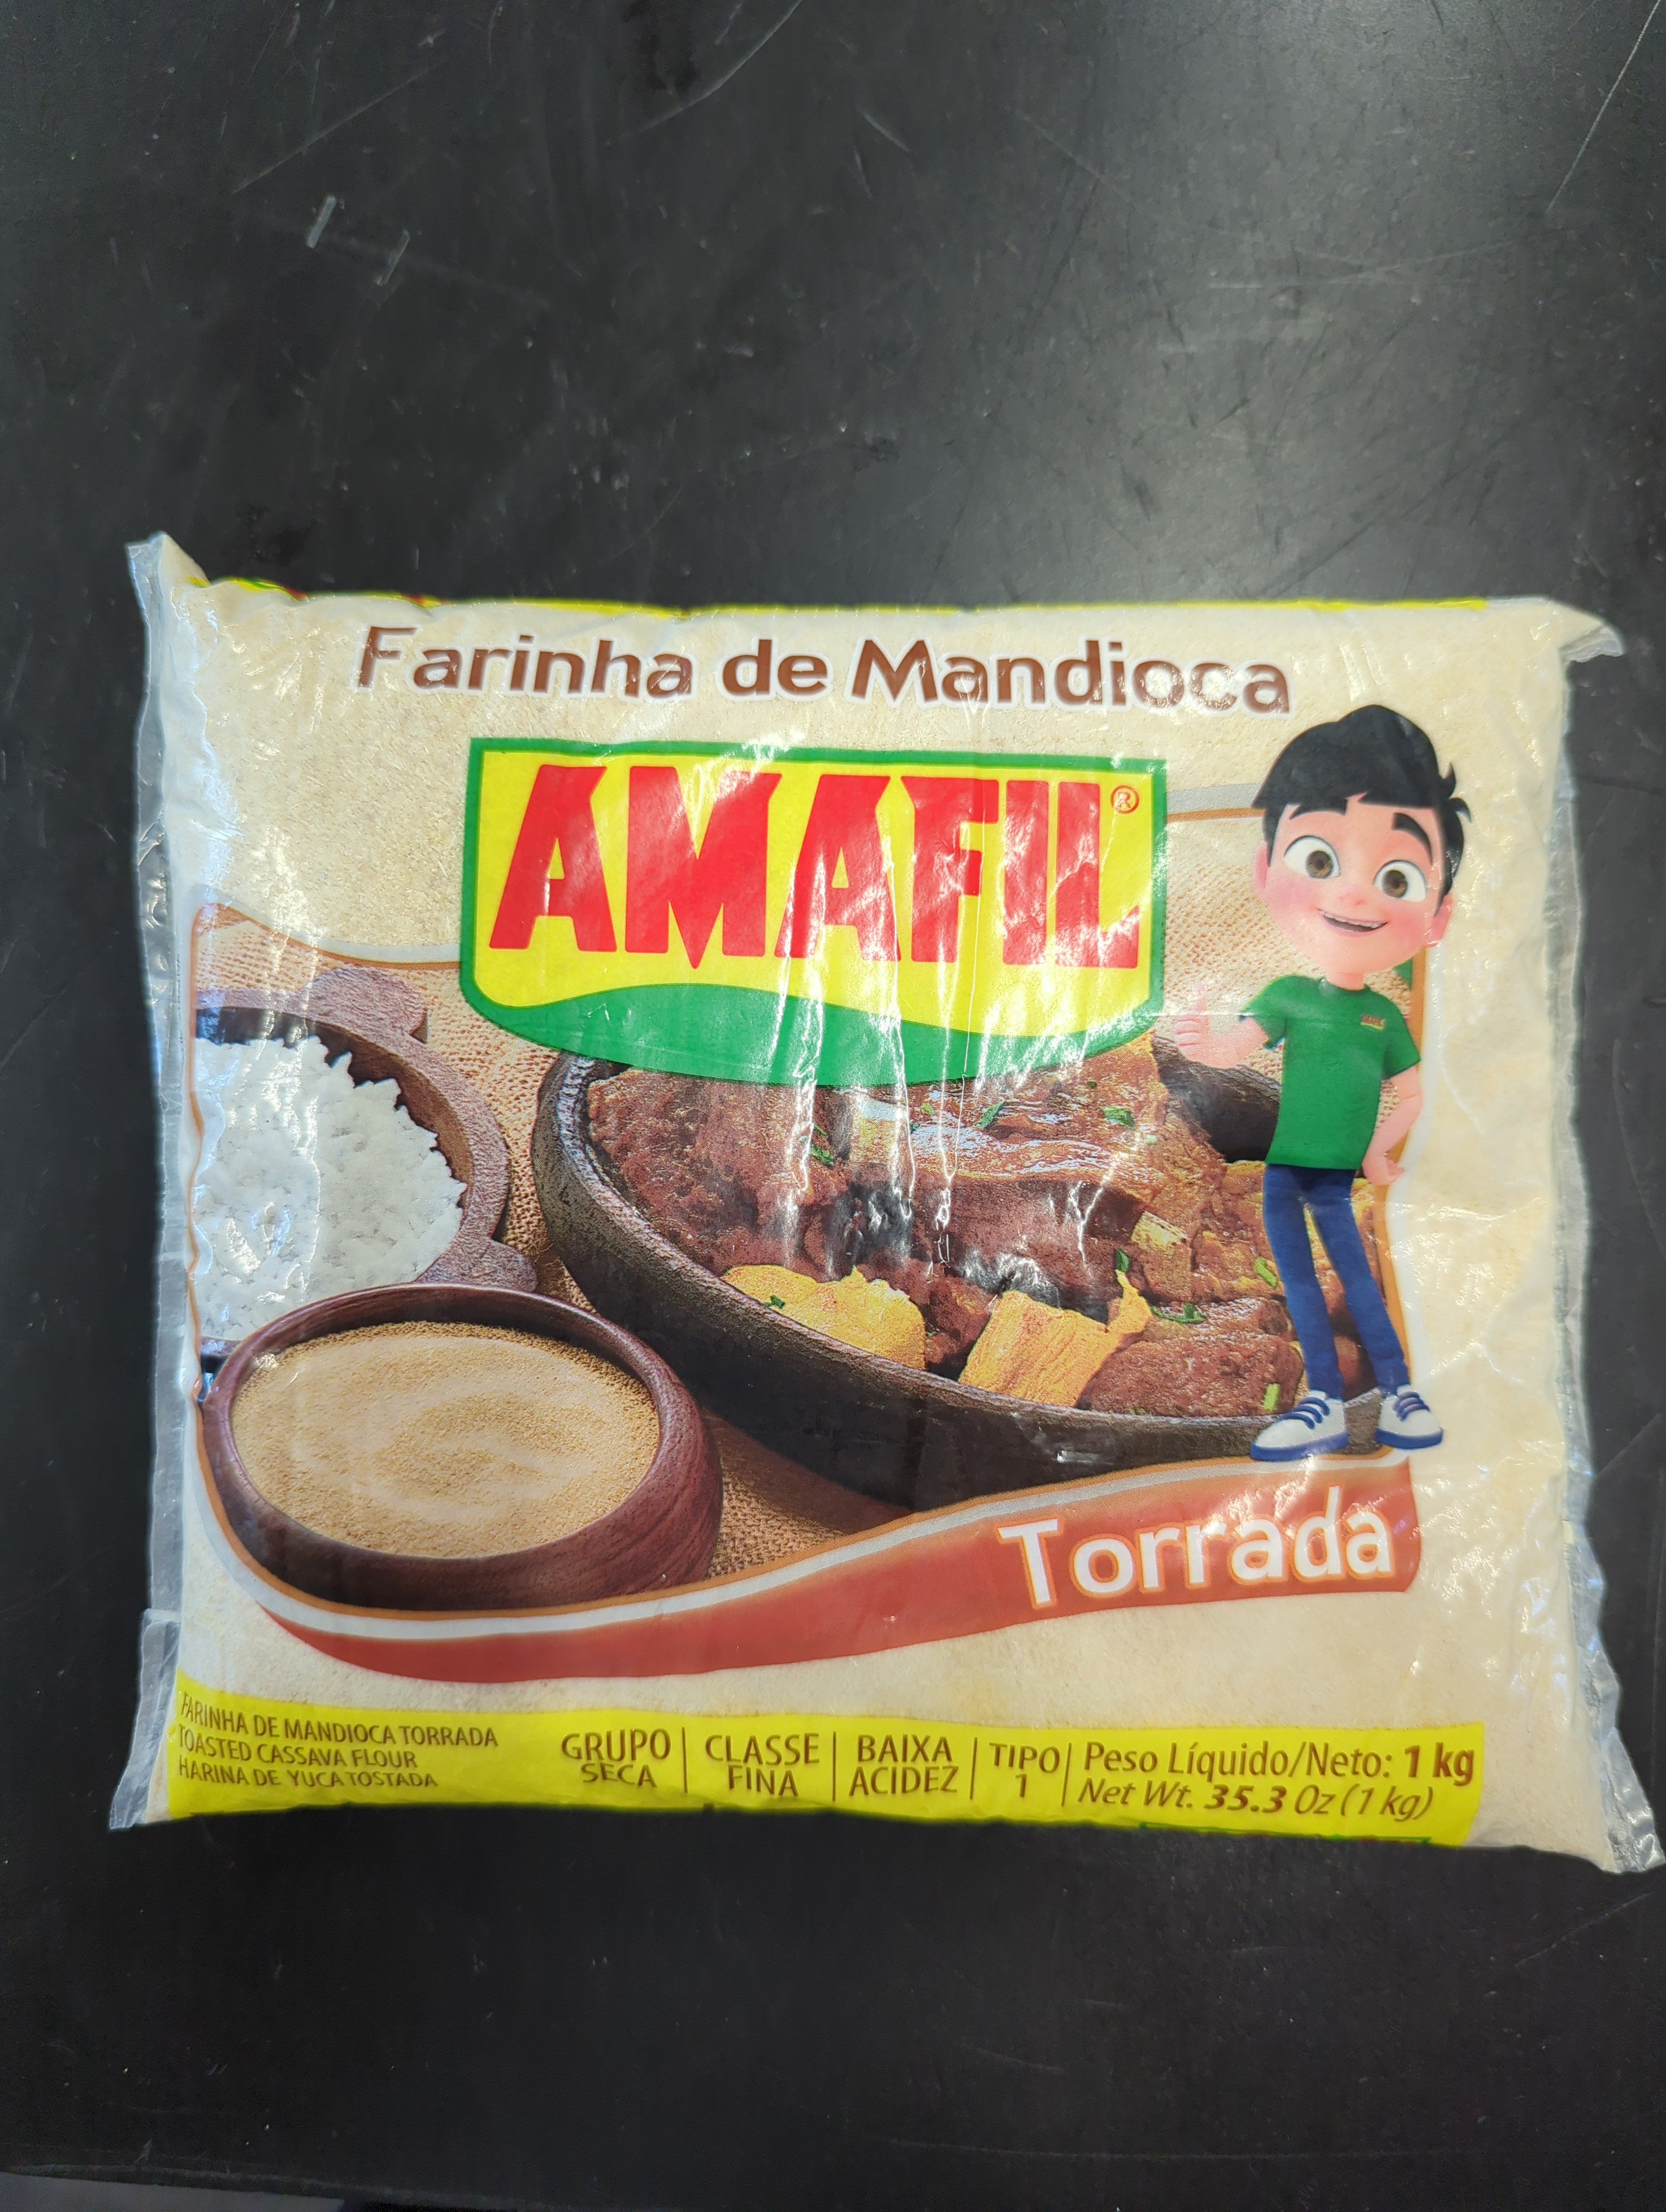 Farinha de Mandioca
AMAFIL®
Torrada
FARINHA DE MANDIOCA TORRADA
TOASTED CASSAVA FLOUR
HARINA DE YUCA TOSTADA
GRUPO
SECA
CLASSE
FINA
BAIXA
ACIDEZ
TIPO
1
Peso Líquido/Neto: 1 kg
Net Wt. 35.3 Oz (1 kg)